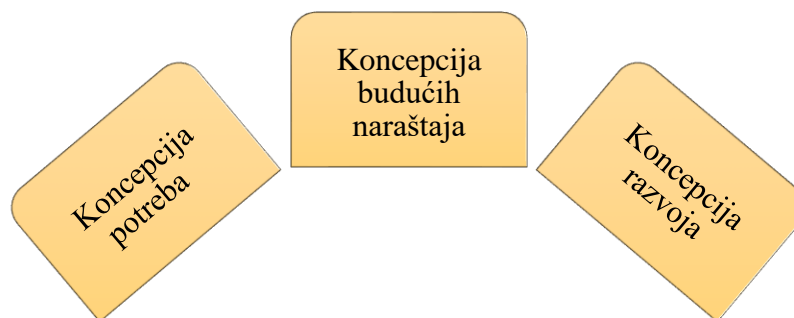 Koncepcija
potreba
Koncepcija
budućih
naraštaja
Koncepcija
razvoja